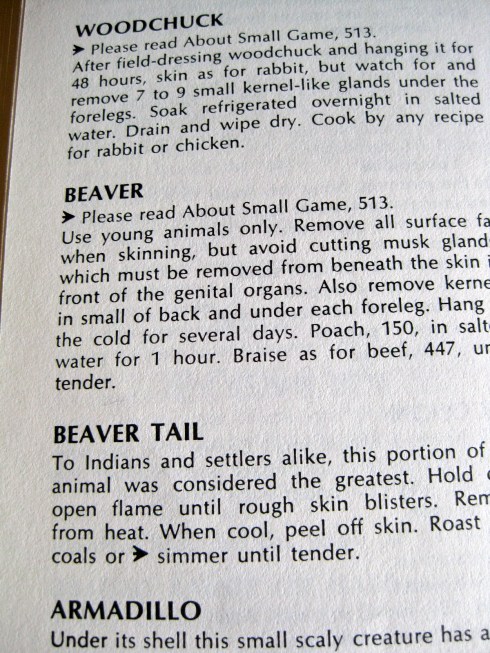 WOODCHUCK
➤ Please read About Small Game, 513.
After field-dressing woodchuck and hanging it for
48 hours, skin as for rabbit, but watch for and
remove 7 to 9 small kernel-like glands under the
forelegs. Soak refrigerated overnight in salted
water. Drain and wipe dry. Cook by any recipe
for rabbit or chicken.
BEAVER
➤ Please read About Small Game, 513.
Use young animals only. Remove all surface fa
when skinning, but avoid cutting musk gland
which must be removed from beneath the skin i
front of the genital organs. Also remove kerne
in small of back and under each foreleg. Hang
the cold for several days. Poach, 150, in salt
water for 1 hour. Braise as for beef, 447, un
tender.
BEAVER TAIL
To Indians and settlers alike, this portion of
animal was considered the greatest. Hold
open flame until rough skin blisters. Rem
from heat. When cool, peel off skin. Roast
coals or ➤ simmer until tender.
ARMADILLO
Under its shell this small scaly creature has a